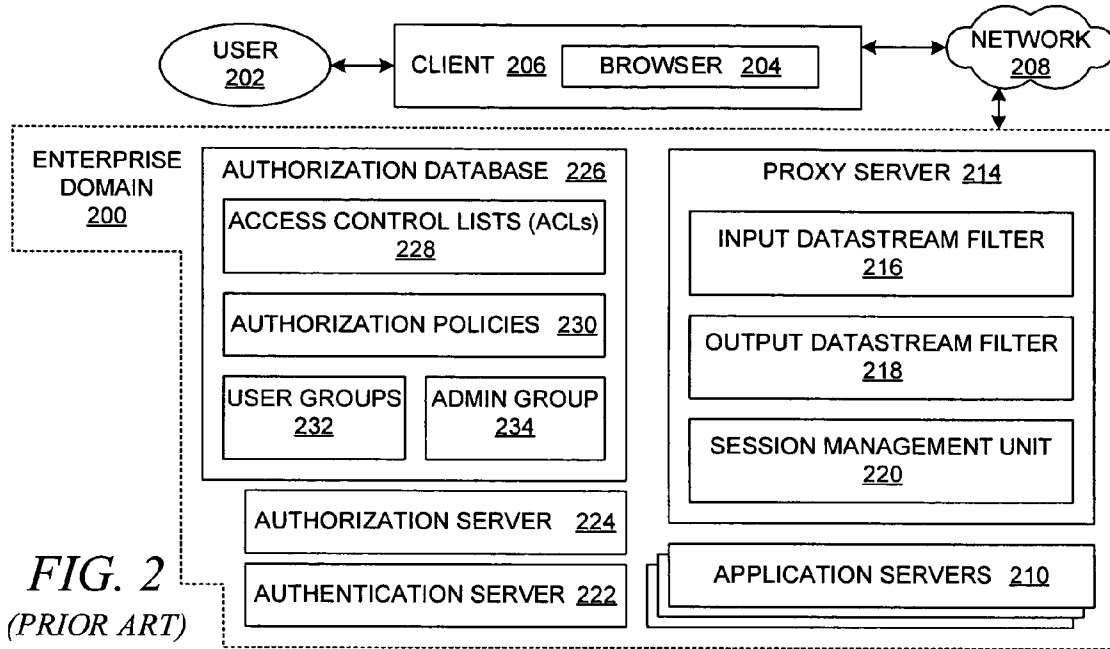 USER
202
CLIENT 206
BROWSER 204
NETWORK
208
ENTERPRISE
DOMAIN
200
AUTHORIZATION DATABASE 226
ACCESS CONTROL LISTS (ACLs)
228
AUTHORIZATION POLICIES 230
USER GROUPS
232
ADMIN GROUP
234
AUTHORIZATION SERVER 224
AUTHENTICATION SERVER 222
PROXY SERVER 214
INPUT DATASTREAM FILTER
216
OUTPUT DATASTREAM FILTER
218
SESSION MANAGEMENT UNIT
220
APPLICATION SERVERS 210
FIG. 2
(PRIOR ART)